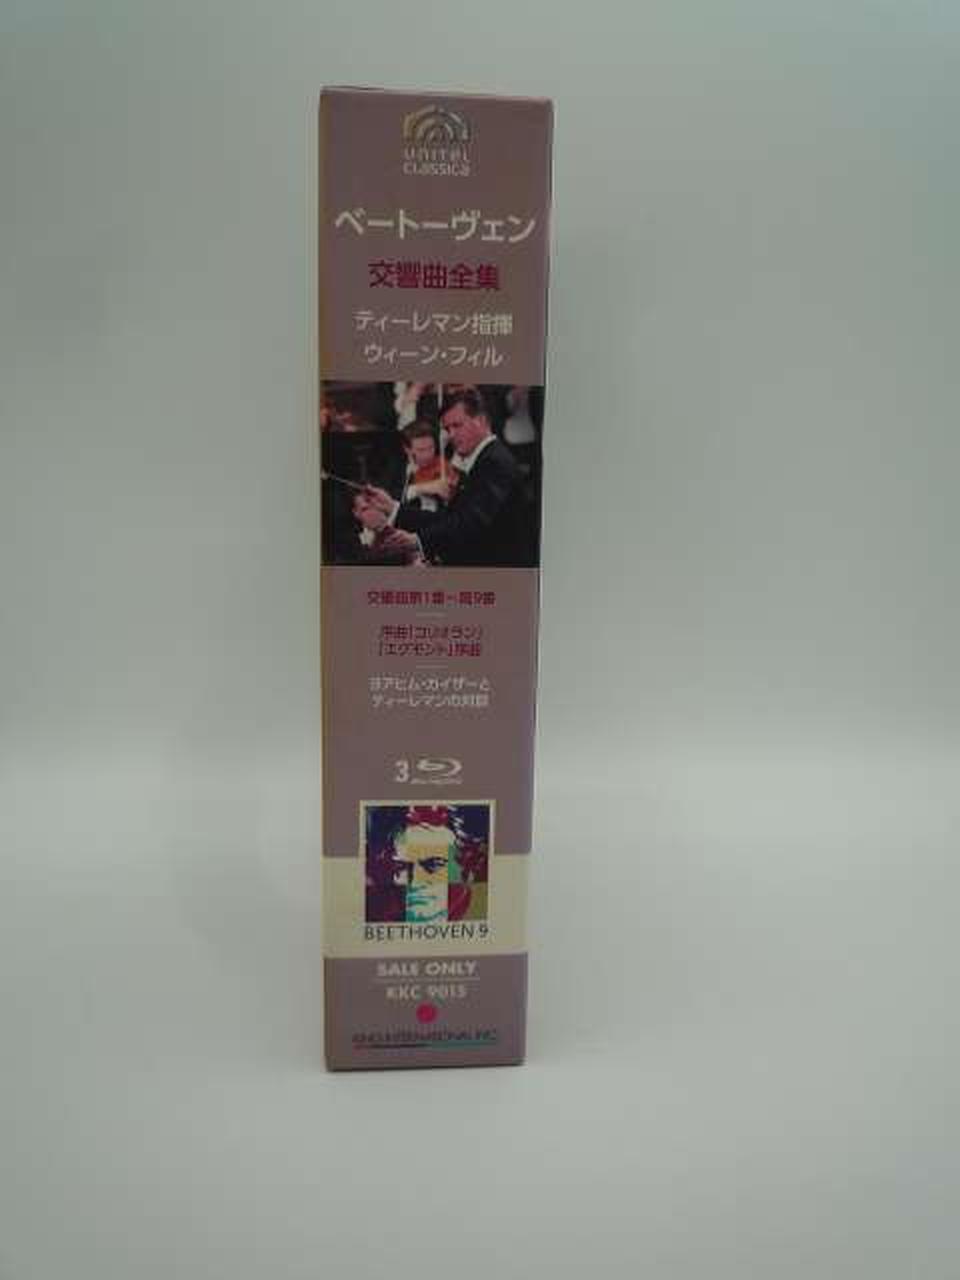 unitel
classica
ベートーヴェン
交響曲全集
ティーレマン指揮
ウィーン・フィル
交響曲第1番~第9番
序曲「コリオラン」
「エグモント」序曲
ヨアヒム・カイザーと
ティーレマンの対話
3
BEETHOVEN 9
SALE ONLY
KKC 9015
KING INTERNATIONAL INC.